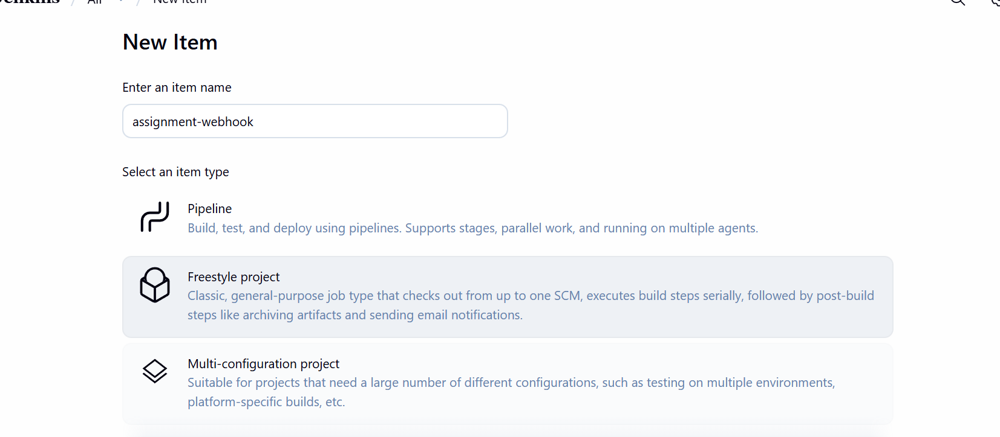 Jenkins / All / New Item
New Item
Enter an item name
assignment-webhook
Select an item type
Pipeline
Build, test, and deploy using pipelines. Supports stages, parallel work, and running on multiple agents.
Freestyle project
Classic, general-purpose job type that checks out from up to one SCM, executes build steps serially, followed by post-build
steps like archiving artifacts and sending email notifications.
Multi-configuration project
Suitable for projects that need a large number of different configurations, such as testing on multiple environments,
platform-specific builds, etc.